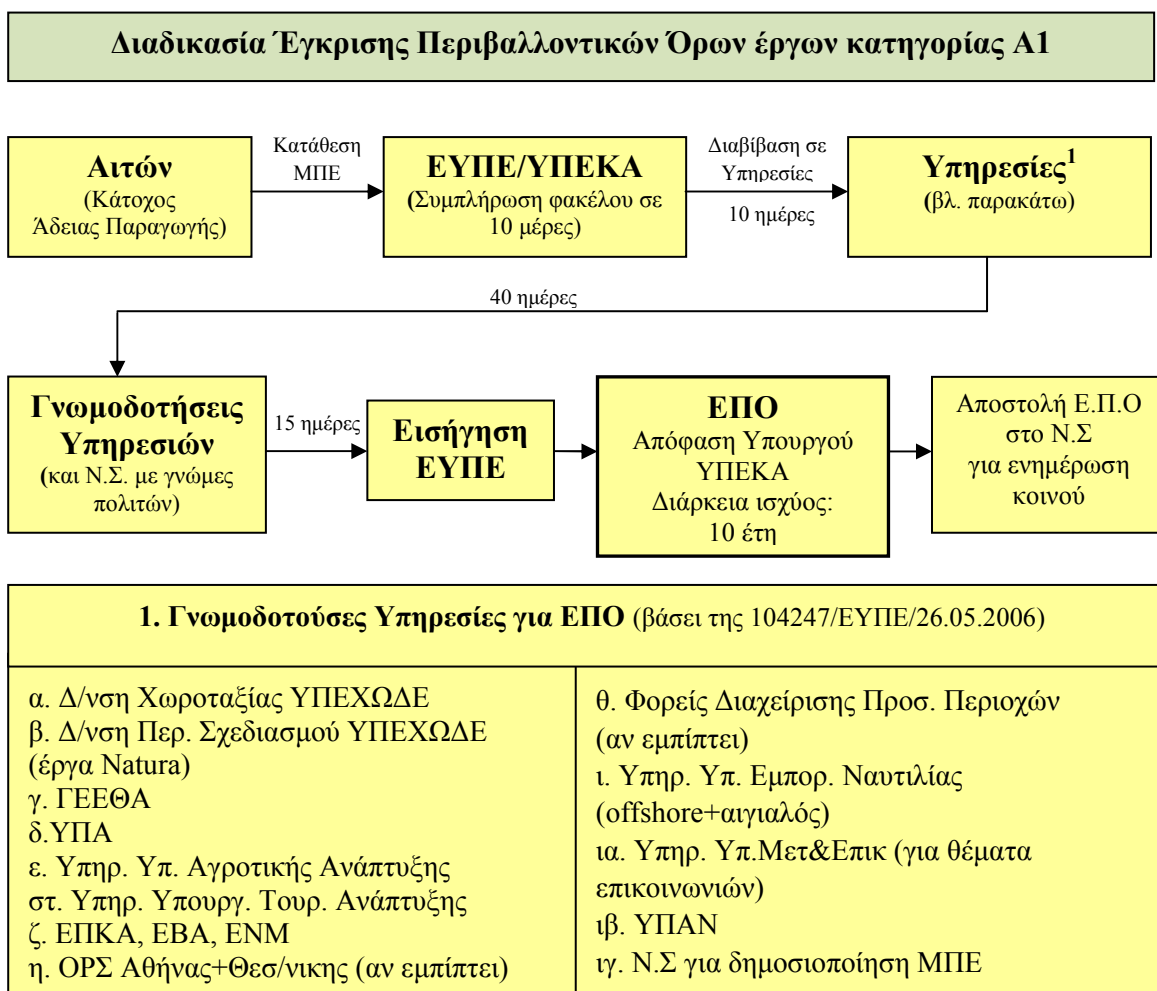 Διαδικασία Έγκρισης Περιβαλλοντικών Όρων έργων κατηγορίας Α1
Αιτών
(Κάτοχος
Άδειας Παραγωγής)
Κατάθεση
ΜΠΕ
ΕΥΠΕ/ΥΠΕΚΑ
(Συμπλήρωση φακέλου σε
10 μέρες)
Διαβίβαση σε
Υπηρεσίες
10 ημέρες
Υπηρεσίες1
(βλ. παρακάτω)
40 ημέρες
Γνωμοδοτήσεις
Υπηρεσιών
(και Ν.Σ. με γνώμες
πολιτών)
15 ημέρες
Εισήγηση
ΕΥΠΕ
ΕΠΟ
Απόφαση Υπουργού
ΥΠΕΚΑ
Διάρκεια ισχύος:
10 έτη
Αποστολή Ε.Π.Ο
στο Ν.Σ
για ενημέρωση
κοινού
1. Γνωμοδοτούσες Υπηρεσίες για ΕΠΟ (βάσει της 104247/ΕΥΠΕ/26.05.2006)
α. Δ/νση Χωροταξίας ΥΠΕΧΩΔΕ
β. Δ/νση Περ. Σχεδιασμού ΥΠΕΧΩΔΕ
(έργα Natura)
γ. ΓΕΕΘΑ
δ.ΥΠΑ
ε. Υπηρ. Υπ. Αγροτικής Ανάπτυξης
στ. Υπηρ. Υπουργ. Τουρ. Ανάπτυξης
ζ. ΕΠΚΑ, ΕΒΑ, ΕΝΜ
η. ΟΡΣ Αθήνας+Θεσ/νικης (αν εμπίπτει)
θ. Φορείς Διαχείρισης Προσ. Περιοχών
(αν εμπίπτει)
ι. Υπηρ. Υπ. Εμπορ. Ναυτιλίας
(offshore+αιγιαλός)
ια. Υπηρ. Υπ.Μετ&Επικ (για θέματα
επικοινωνιών)
ιβ. ΥΠΑΝ
ιγ. Ν.Σ για δημοσιοποίηση ΜΠΕ